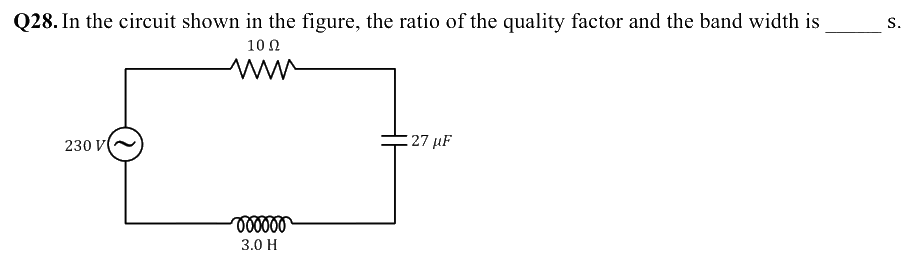 Q28. In the circuit shown in the figure, the ratio of the quality factor and the band width is _____ s.
10 Ω
230 V
27 μF
3.0 H